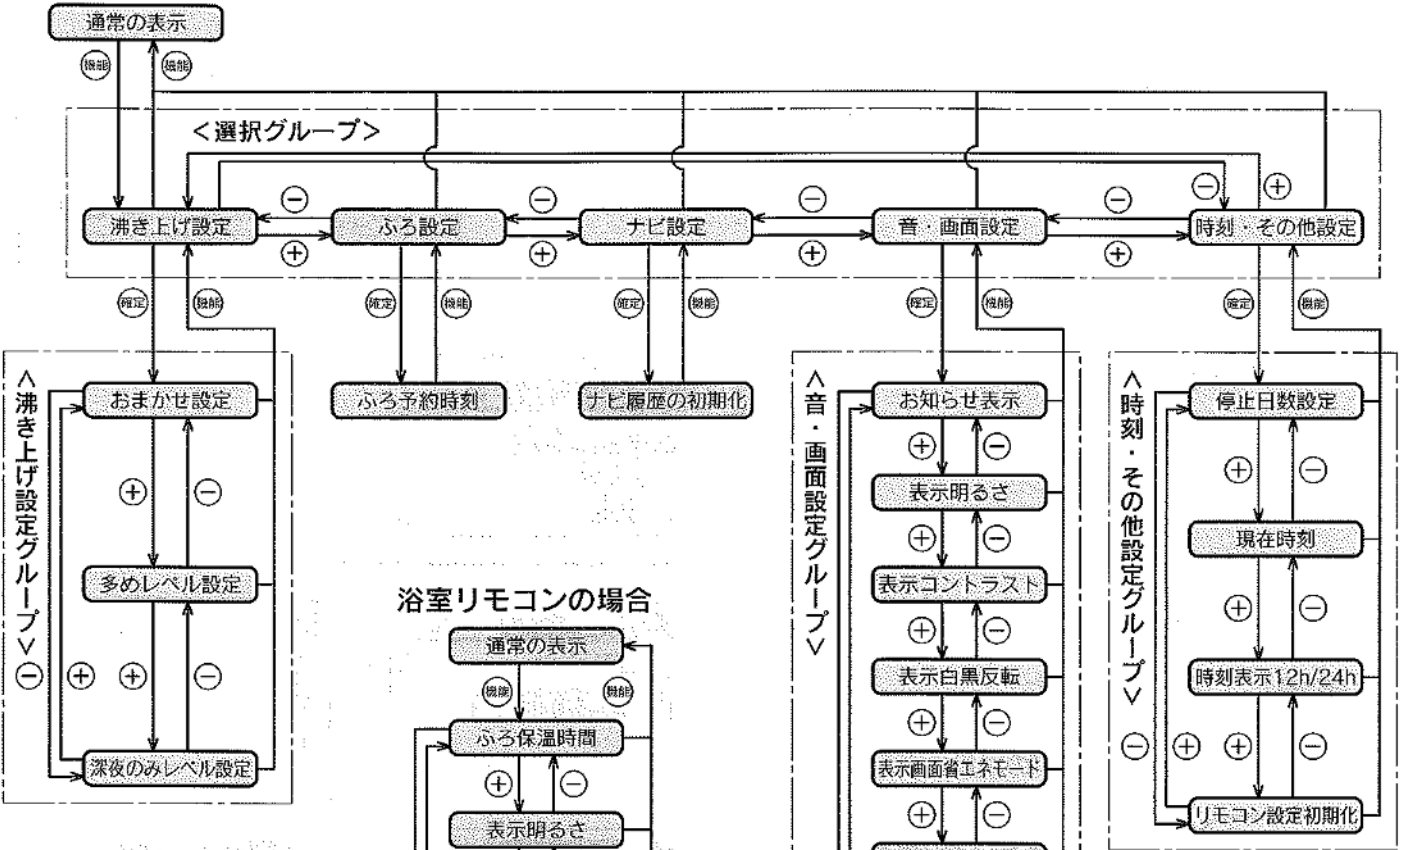 通常の表示
機能
機能
＜選択グループ＞
− +
沸き上げ設定
−
+
ふろ設定
−
+
ナビ設定
−
+
音・画面設定
−
+
時刻・その他設定
確定
機能
確定
機能
確定
機能
確定
機能
確定
機能
＜沸き上げ設定グループ＞
おまかせ設定
+ −
多めレベル設定
− + + −
深夜のみレベル設定
ふろ予約時刻
ナビ履歴の初期化
浴室リモコンの場合
通常の表示
機能
機能
ふろ保温時間
+ −
表示明るさ
＜音・画面設定グループ＞
お知らせ表示
+ −
表示明るさ
+ −
表示コントラスト
+ −
表示白黒反転
+ −
表示画面省エネモード
+ −
＜時刻・その他設定グループ＞
停止日数設定
+ −
現在時刻
+ −
時刻表示12h/24h
− + + −
リモコン設定初期化